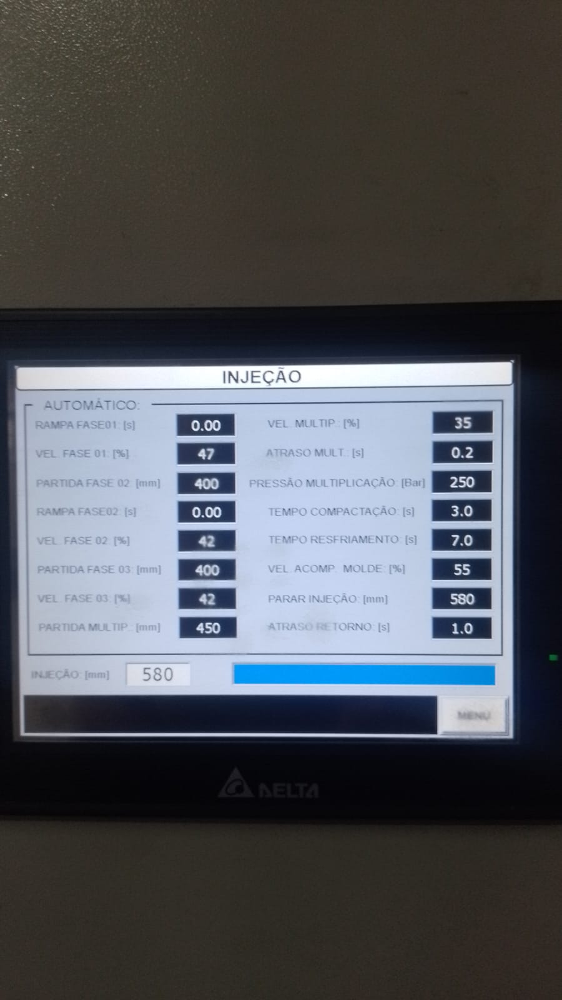 INJEÇÃO
AUTOMÁTICO:
RAMPA FASE01: [s] 0.00
VEL. FASE 01: [%] 47
PARTIDA FASE 02: [mm] 400
RAMPA FASE02: [s] 0.00
VEL. FASE 02: [%] 42
PARTIDA FASE 03: [mm] 400
VEL. FASE 03: [%] 42
PARTIDA MULTIP.: [mm] 450
VEL. MULTIP.: [%] 35
ATRASO MULT.: [s] 0.2
PRESSÃO MULTIPLICAÇÃO: [Bar] 250
TEMPO COMPACTAÇÃO: [s] 3.0
TEMPO RESFRIAMENTO: [s] 7.0
VEL. ACOMP. MOLDE: [%] 55
PARAR INJEÇÃO: [mm] 580
ATRASO RETORNO: [s] 1.0
INJEÇÃO: [mm] 580
MENU
DELTA